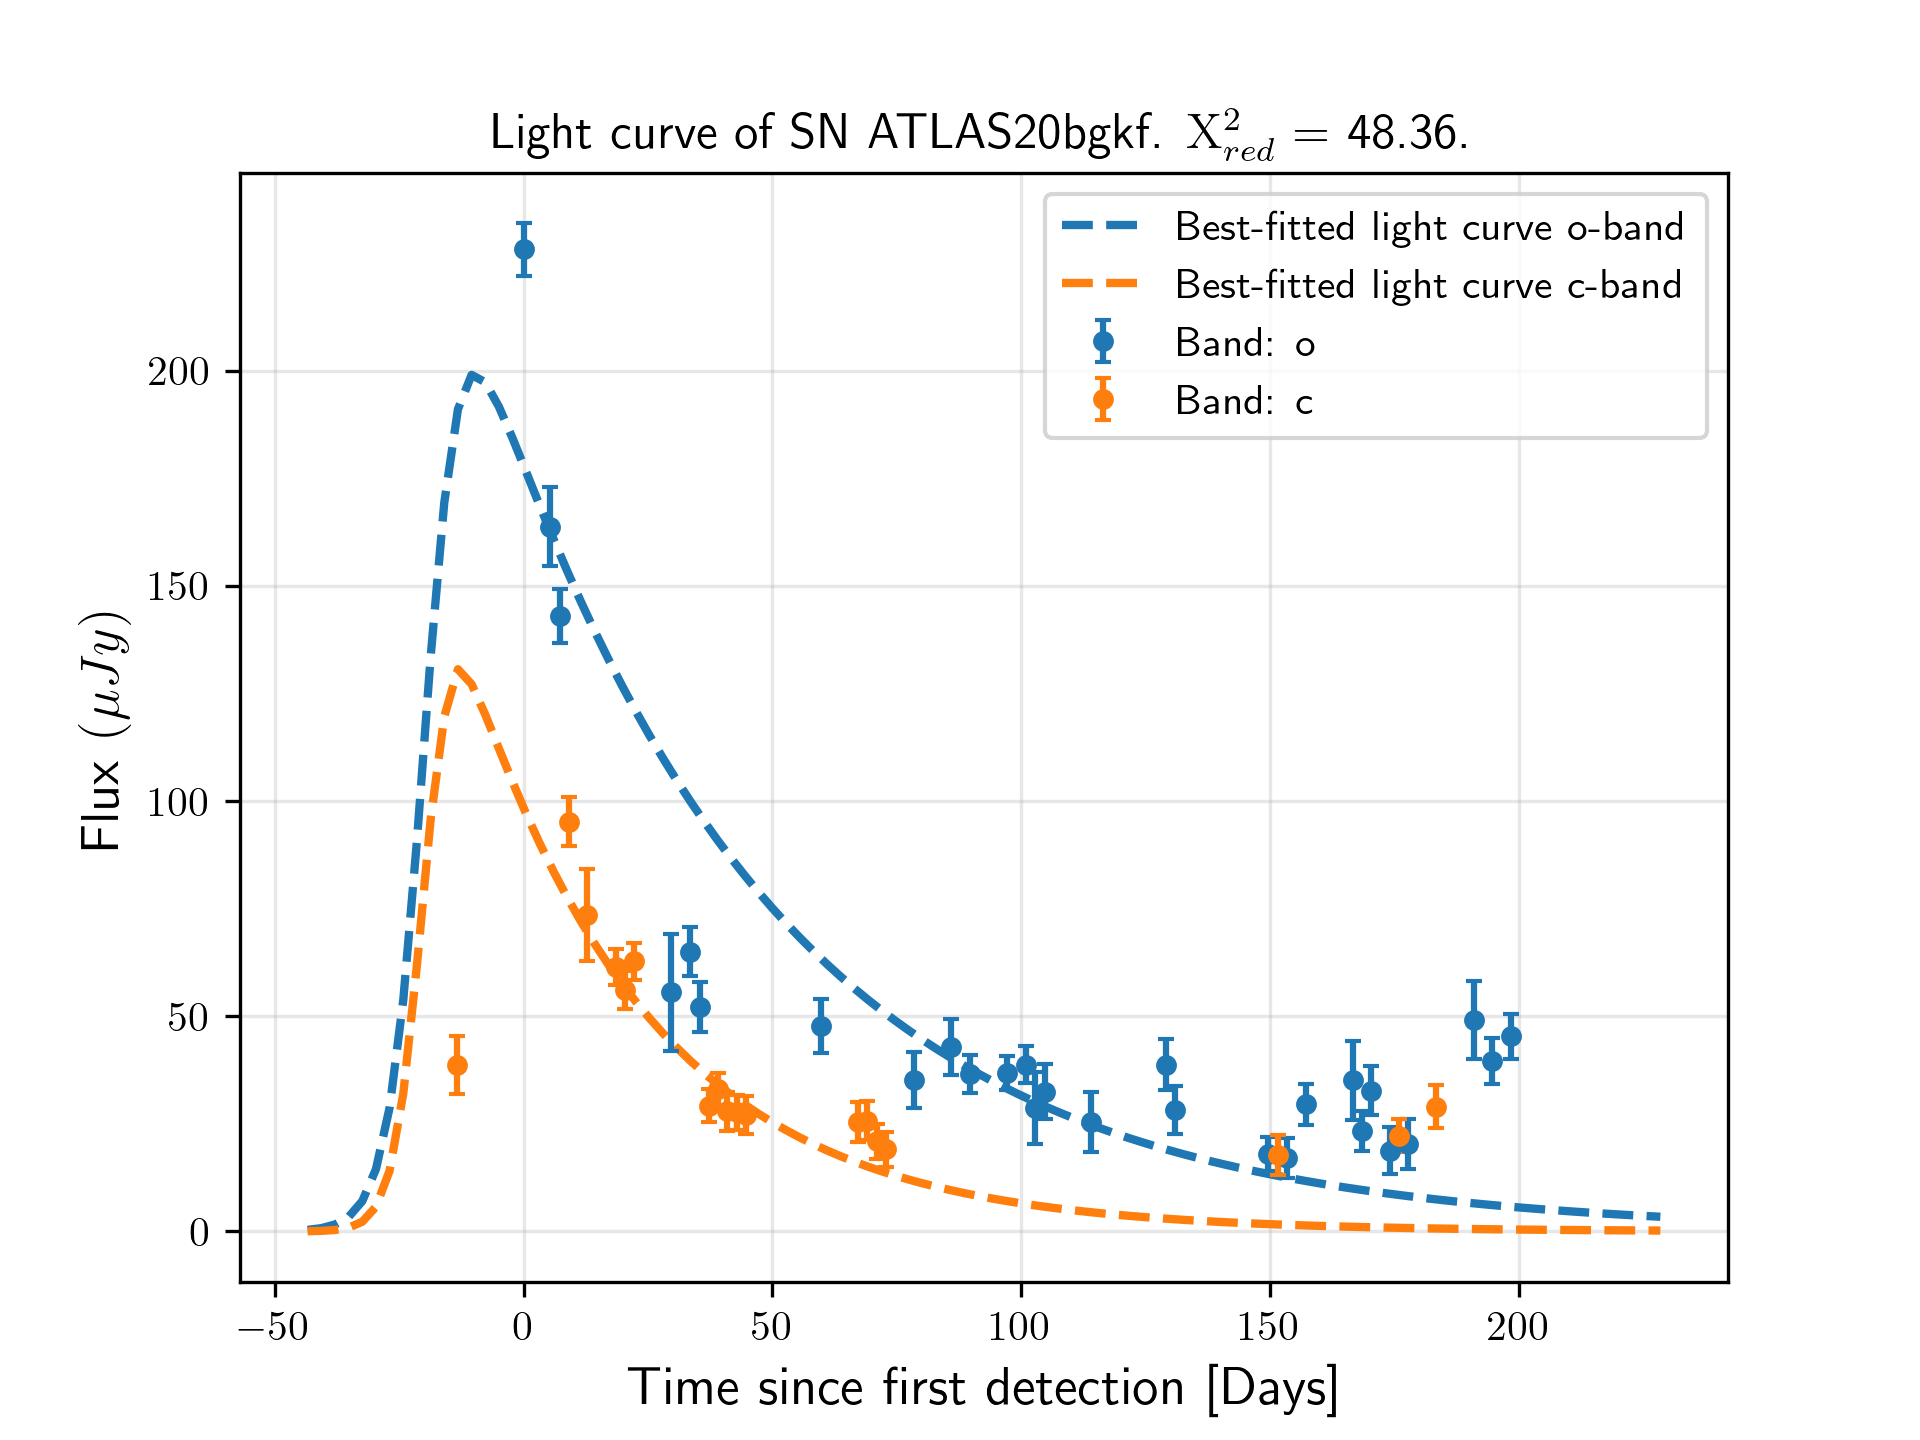 Light curve of SN ATLAS20bgkf. X²_red = 48.36.
Best-fitted light curve o-band
Best-fitted light curve c-band
Band: o
Band: c
Flux (μJy)
200
150
100
50
0
−50 0 50 100 150 200
Time since first detection [Days]